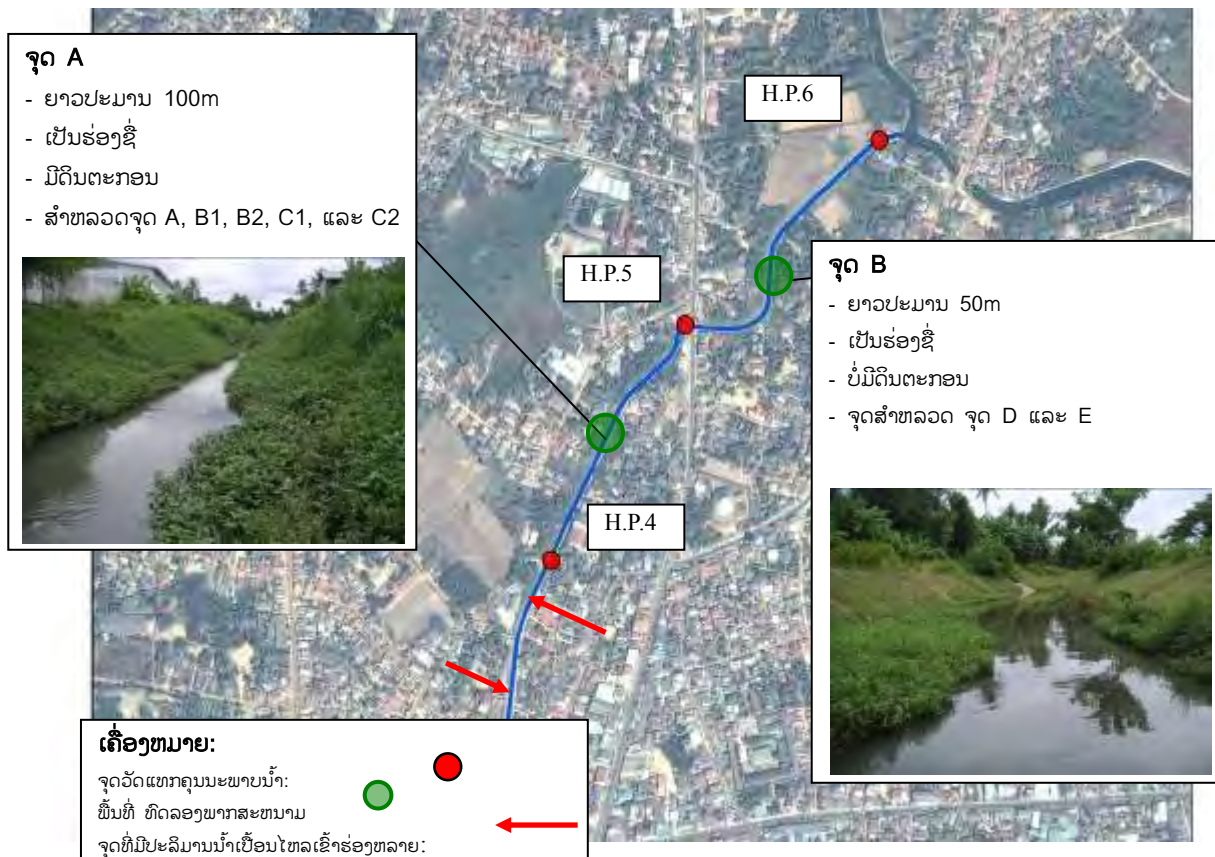 ຈຸດ A
- ຍາວປະມານ 100m
- ເປັນຮ່ອງຊື່
- ມີດິນຕະກອນ
- ສໍາຫລວດຈຸດ A, B1, B2, C1, ແລະ C2
H.P.6
H.P.5
ຈຸດ B
- ຍາວປະມານ 50m
- ເປັນຮ່ອງຊື່
- ບໍ່ມີດິນຕະກອນ
- ຈຸດສໍາຫລວດ ຈຸດ D ແລະ E
H.P.4
ເຄື່ອງຫມາຍ:
ຈຸດວັດແທກຄຸນນະພາບນໍ້າ:
ພື້ນທີ່ ທົດລອງພາກສະຫນາມ
ຈຸດທີ່ມີປະລິມານນໍ້າເປື້ອນໄຫລເຂົ້າຮ່ອງຫລາຍ: